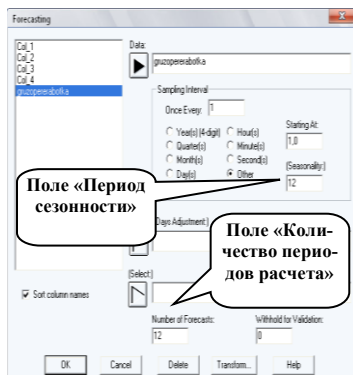 Forecasting
Col_1
Col_2
Col_3
Col_4
gruzopererabotka
Sort column names
Data:
gruzopererabotka
Sampling Interval
Once Every: 1
Year(s) (4-digit)
Quarter(s)
Month(s)
Day(s)
Hour(s)
Minute(s)
Second(s)
Other
Starting At:
1,0
(Seasonality:)
12
Поле «Период
сезонности»
Days Adjustment:)
Поле «Коли-
чество перио-
дов расчета»
(Select:)
Number of Forecasts:
12
Withhold for Validation:
0
OK
Cancel
Delete
Transform...
Help